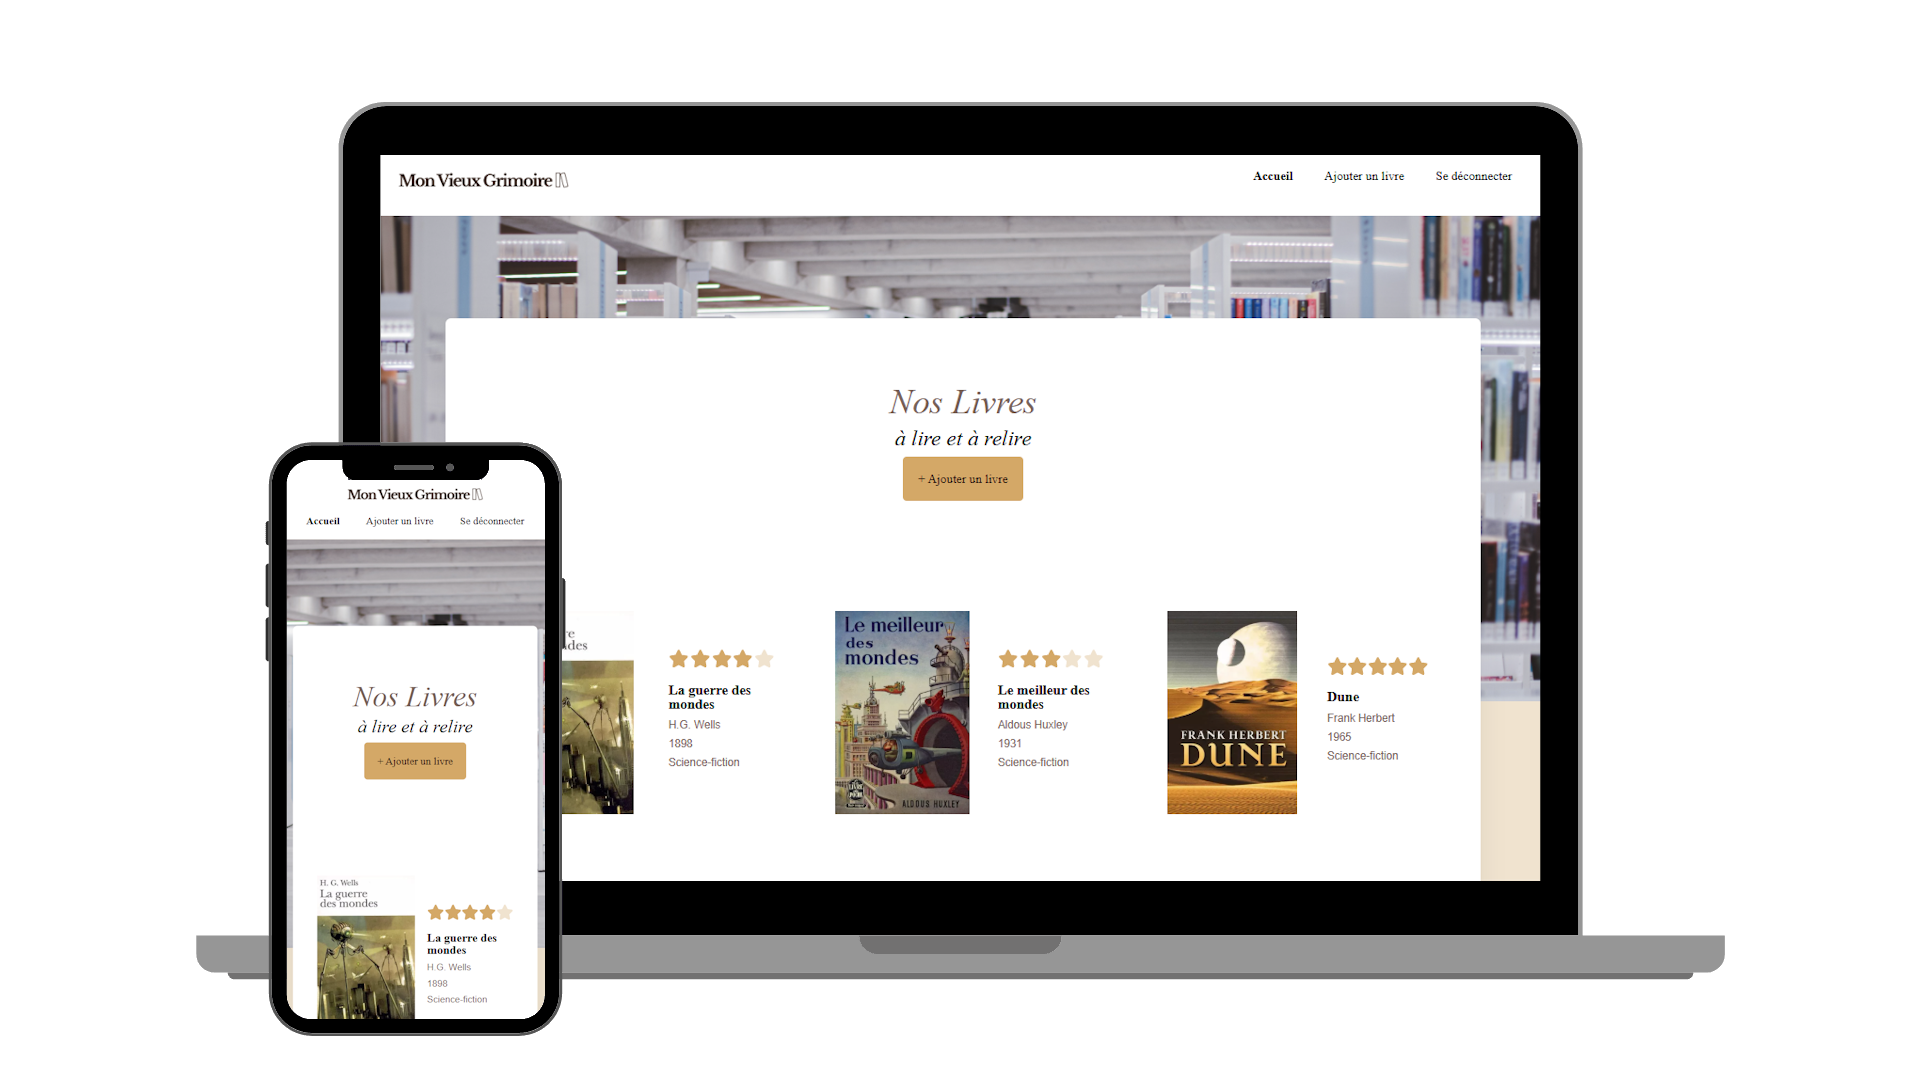 Mon Vieux Grimoire
Accueil
Ajouter un livre
Se déconnecter
Nos Livres
à lire et à relire
+ Ajouter un livre
des
La guerre des
mondes
H.G. Wells
1898
Science-fiction
Le meilleur
des
mondes
ALDOUS HUXLEY
Le meilleur des
mondes
Aldous Huxley
1931
Science-fiction
FRANK HERBERT
DUNE
Dune
Frank Herbert
1965
Science-fiction
Mon Vieux Grimoire
Accueil
Ajouter un livre
Se déconnecter
Nos Livres
à lire et à relire
+ Ajouter un livre
H. G. Wells
La guerre
des mondes
La guerre des
mondes
H.G. Wells
1898
Science-fiction